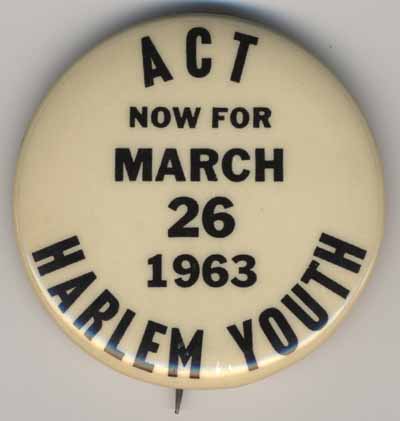 ACT
NOW FOR
MARCH
26
1963
HARLEM YOUTH